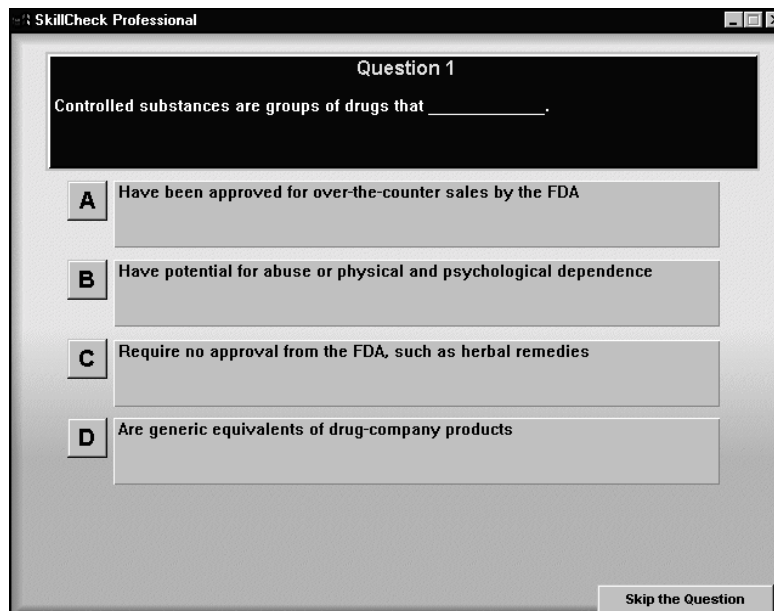 SkillCheck Professional
Question 1
Controlled substances are groups of drugs that _____________.
A
Have been approved for over-the-counter sales by the FDA
B
Have potential for abuse or physical and psychological dependence
C
Require no approval from the FDA, such as herbal remedies
D
Are generic equivalents of drug-company products
Skip the Question